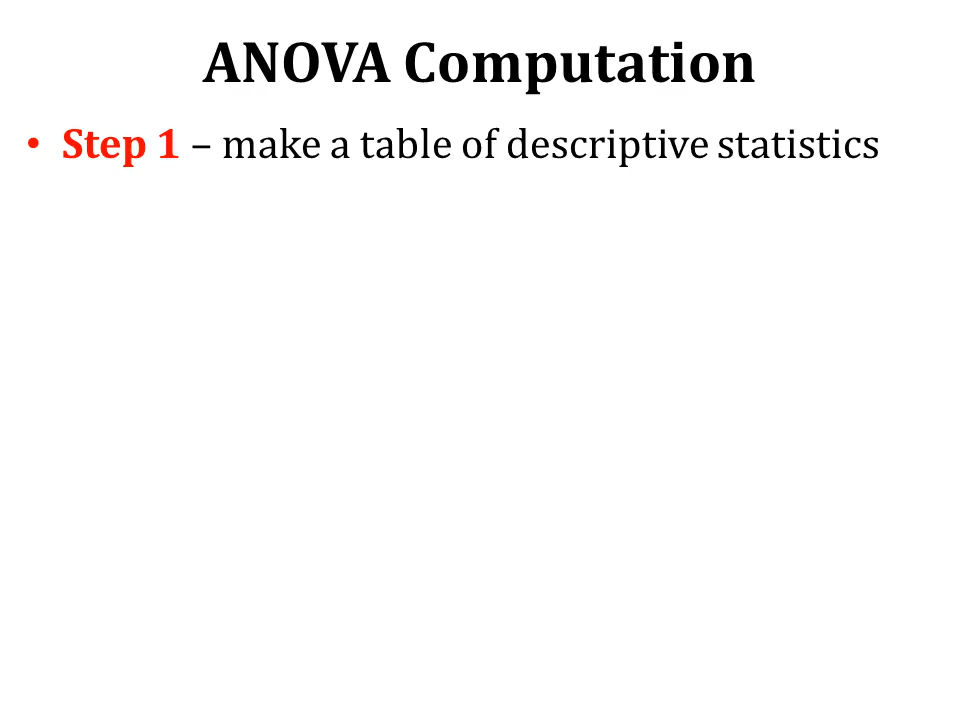 ANOVA Computation
• Step 1 – make a table of descriptive statistics